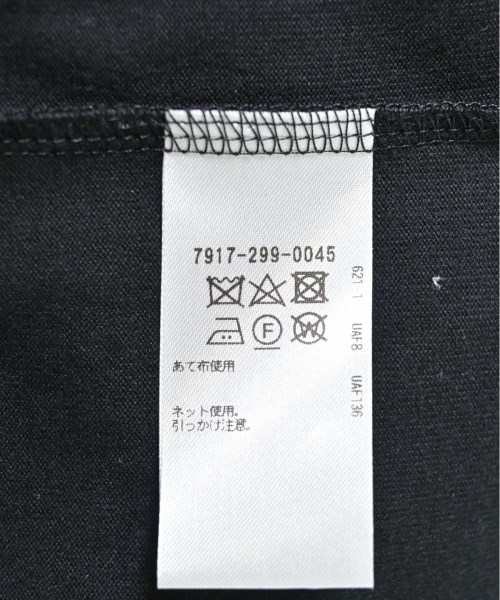 7917-299-0045
F W
あて布使用
ネット使用。
引っかけ注意。
621-1 UAF8 UAF136